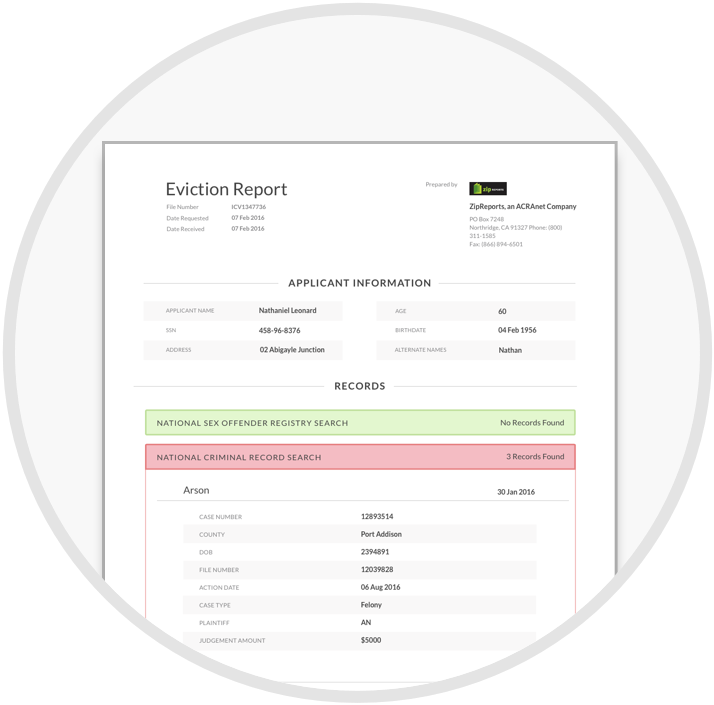 Eviction Report
Prepared by
zip REPORTS
File Number ICV1347736
Date Requested 07 Feb 2016
Date Received 07 Feb 2016
ZipReports, an ACRAnet Company
PO Box 7248
Northridge, CA 91327 Phone: (800)
311-1585
Fax: (866) 894-6501
APPLICANT INFORMATION
APPLICANT NAME Nathaniel Leonard
AGE 60
SSN 458-96-8376
BIRTHDATE 04 Feb 1956
ADDRESS 02 Abigayle Junction
ALTERNATE NAMES Nathan
RECORDS
NATIONAL SEX OFFENDER REGISTRY SEARCH No Records Found
NATIONAL CRIMINAL RECORD SEARCH 3 Records Found
Arson 30 Jan 2016
CASE NUMBER 12893514
COUNTY Port Addison
DOB 2394891
FILE NUMBER 12039828
ACTION DATE 06 Aug 2016
CASE TYPE Felony
PLAINTIFF AN
JUDGEMENT AMOUNT $5000